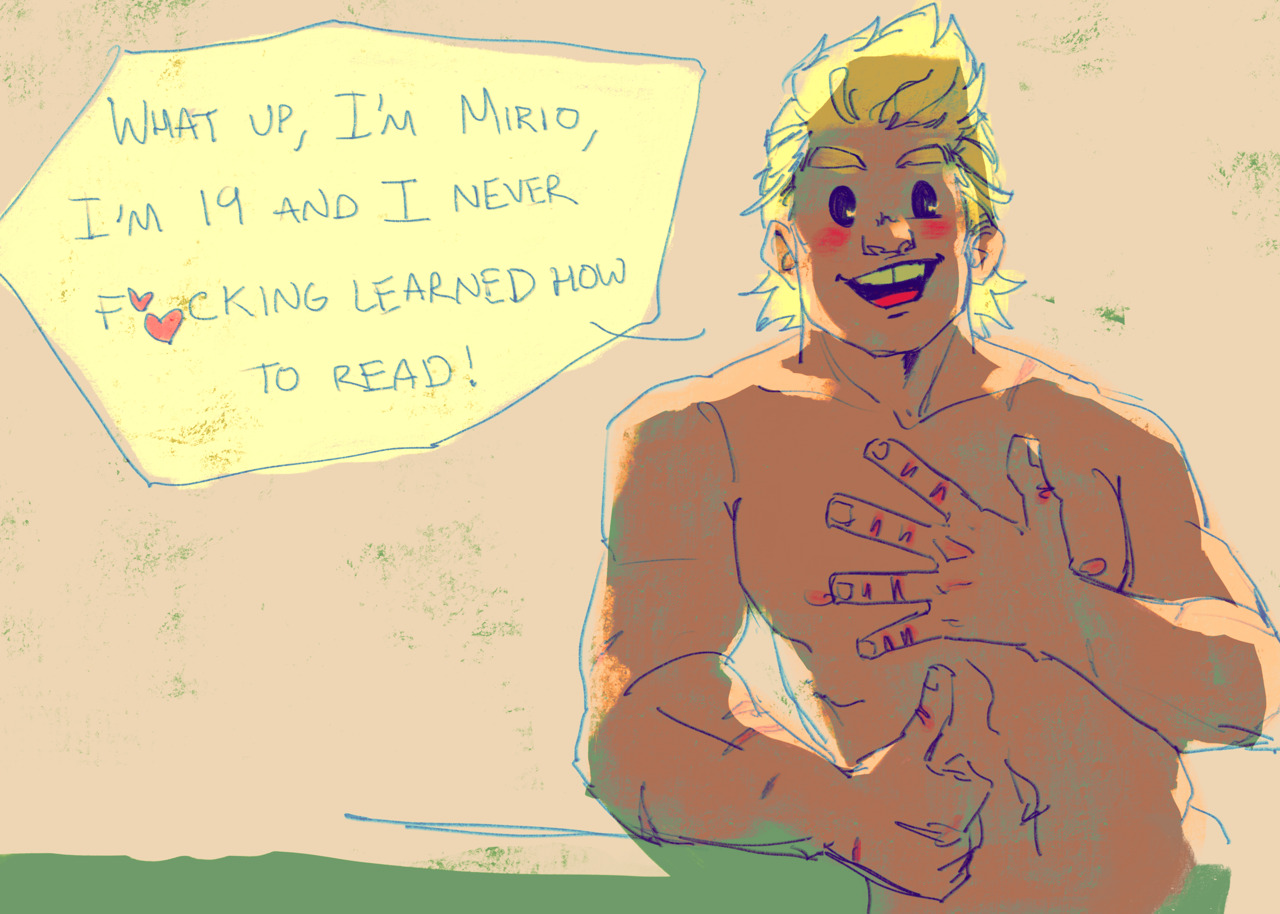 WHAT UP, I'M MIRIO,
I'M 19 AND I NEVER
F♥♥CKING LEARNED HOW
TO READ!